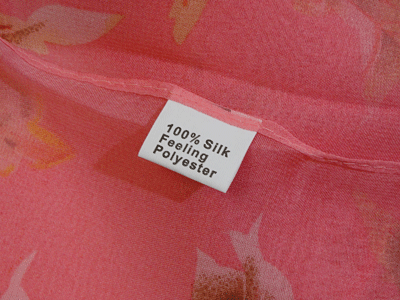 100% Silk
Feeling
Polyester